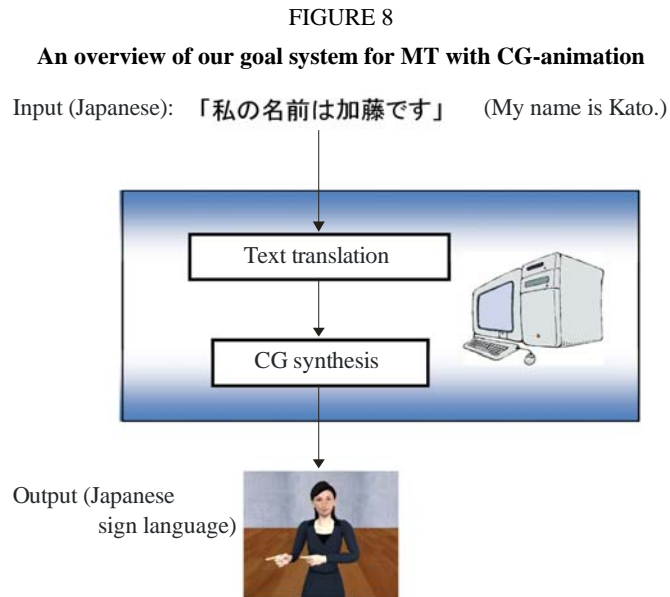 FIGURE 8
An overview of our goal system for MT with CG-animation
Input (Japanese): 「私の名前は加藤です」 (My name is Kato.)
Text translation
CG synthesis
Output (Japanese
sign language)